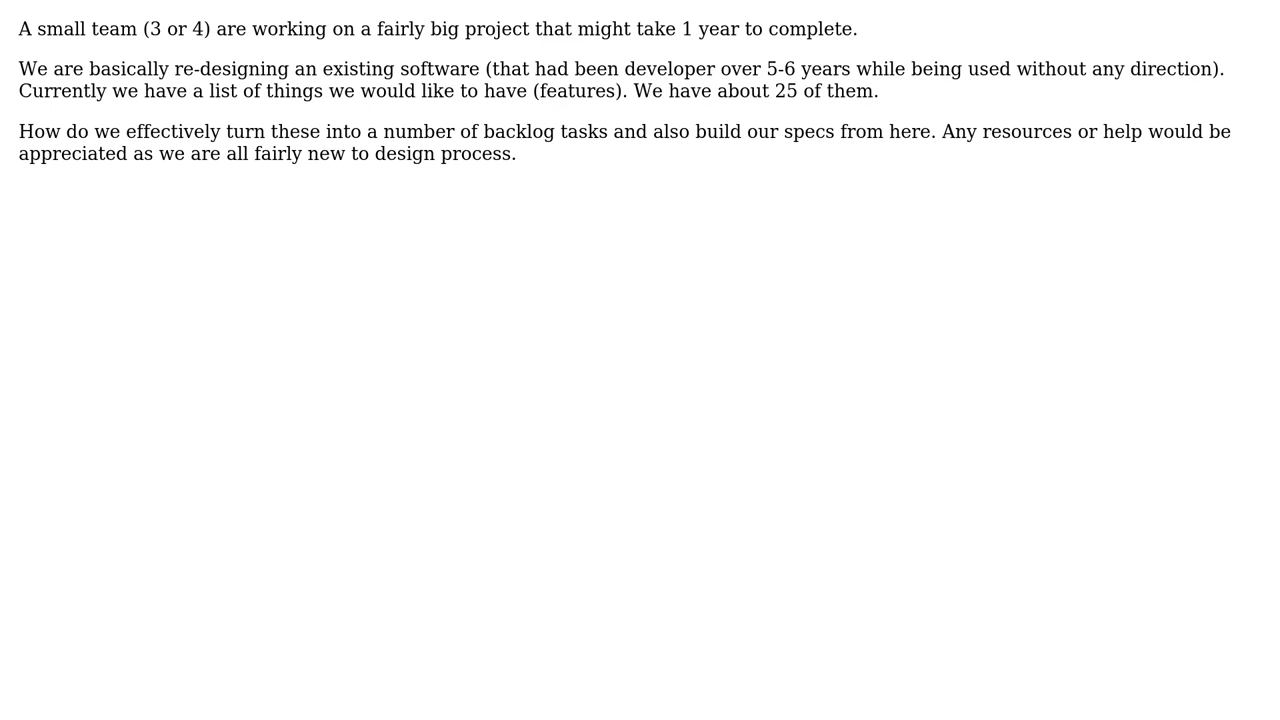 A small team (3 or 4) are working on a fairly big project that might take 1 year to complete.
We are basically re-designing an existing software (that had been developer over 5-6 years while being used without any direction).
Currently we have a list of things we would like to have (features). We have about 25 of them.
How do we effectively turn these into a number of backlog tasks and also build our specs from here. Any resources or help would be
appreciated as we are all fairly new to design process.